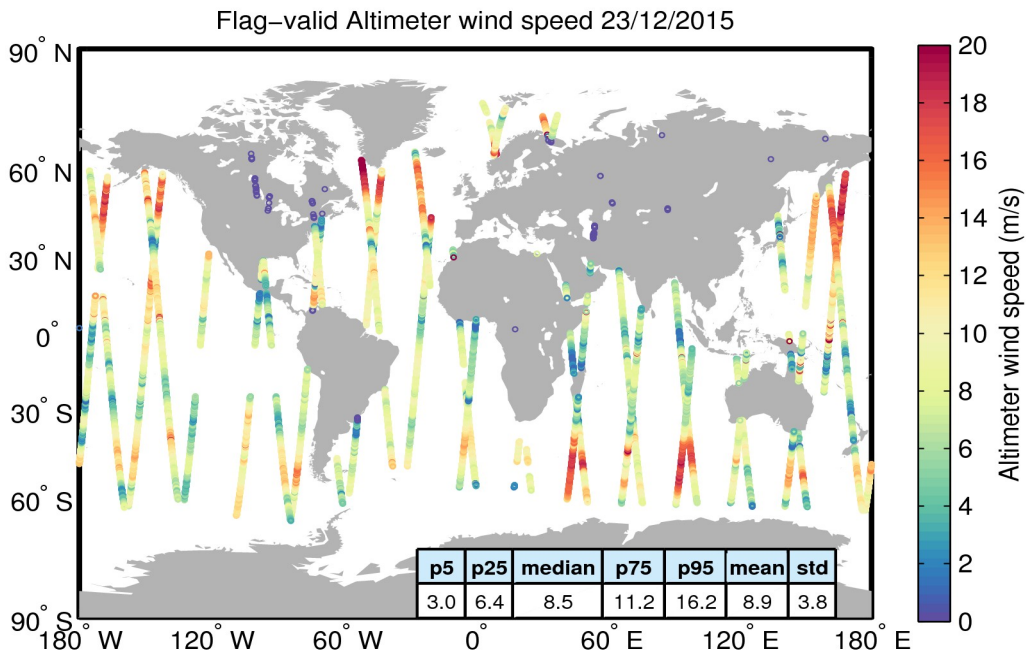 Flag−valid Altimeter wind speed 23/12/2015
90° N
60° N
30° N
0°
30° S
60° S
90° S
180° W
120° W
60° W
0°
60° E
120° E
180° E
p5 p25 median p75 p95 mean std
3.0 6.4 8.5 11.2 16.2 8.9 3.8
20
18
16
14
12
10
8
6
4
2
0
Altimeter wind speed (m/s)